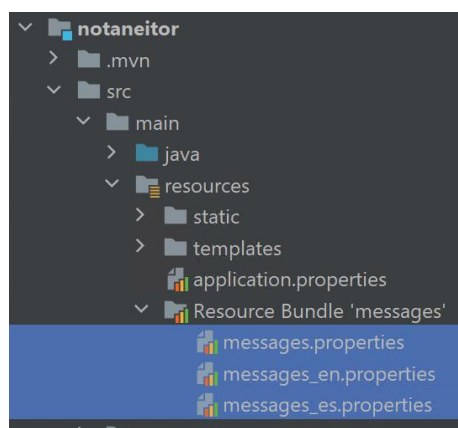 notaneitor
.mvn
src
main
java
resources
static
templates
application.properties
Resource Bundle 'messages'
messages.properties
messages_en.properties
messages_es.properties